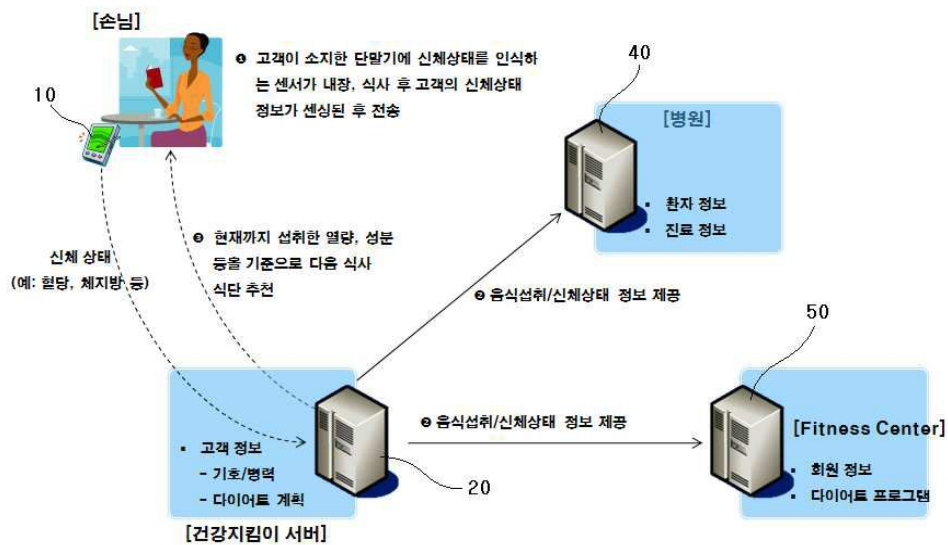 [손님]
10
❶ 고객이 소지한 단말기에 신체상태를 인식하
는 센서가 내장, 식사 후 고객의 신체상태
정보가 센싱된 후 전송
40
[병원]
▪ 환자 정보
▪ 진료 정보
신체 상태
(예: 혈당, 체지방 등)
❸ 현재까지 섭취한 열량, 성분
등을 기준으로 다음 식사
식단 추천
❷ 음식섭취/신체상태 정보 제공
50
❷ 음식섭취/신체상태 정보 제공
[Fitness Center]
▪ 회원 정보
▪ 다이어트 프로그램
▪ 고객 정보
- 기호/병력
- 다이어트 계획
20
[건강지킴이 서버]